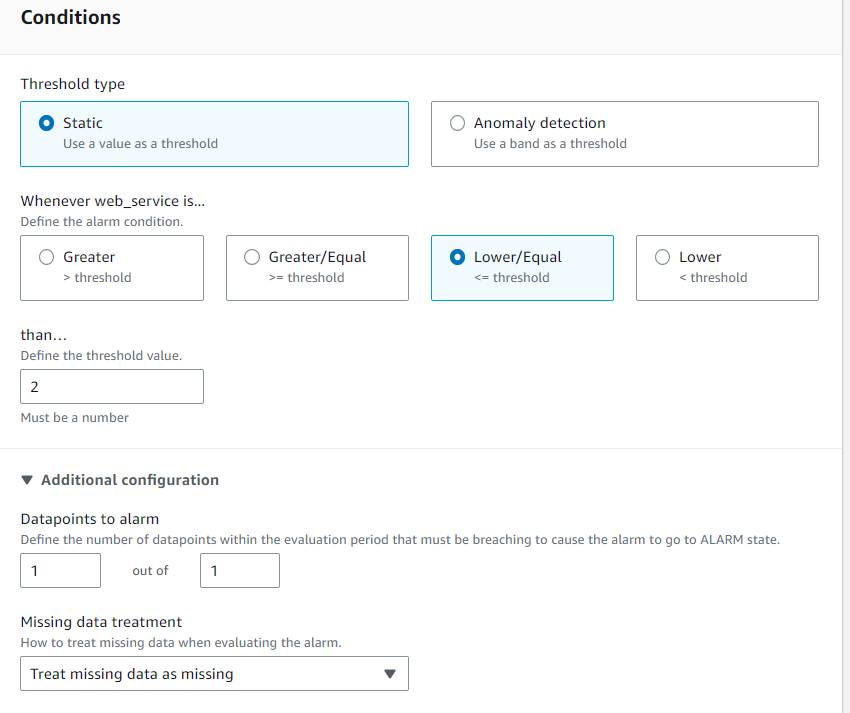 Conditions
Threshold type
Static
Use a value as a threshold
Anomaly detection
Use a band as a threshold
Whenever web_service is...
Define the alarm condition.
Greater
> threshold
Greater/Equal
>= threshold
Lower/Equal
<= threshold
Lower
< threshold
than…
Define the threshold value.
2
Must be a number
Additional configuration
Datapoints to alarm
Define the number of datapoints within the evaluation period that must be breaching to cause the alarm to go to ALARM state.
1 out of 1
Missing data treatment
How to treat missing data when evaluating the alarm.
Treat missing data as missing